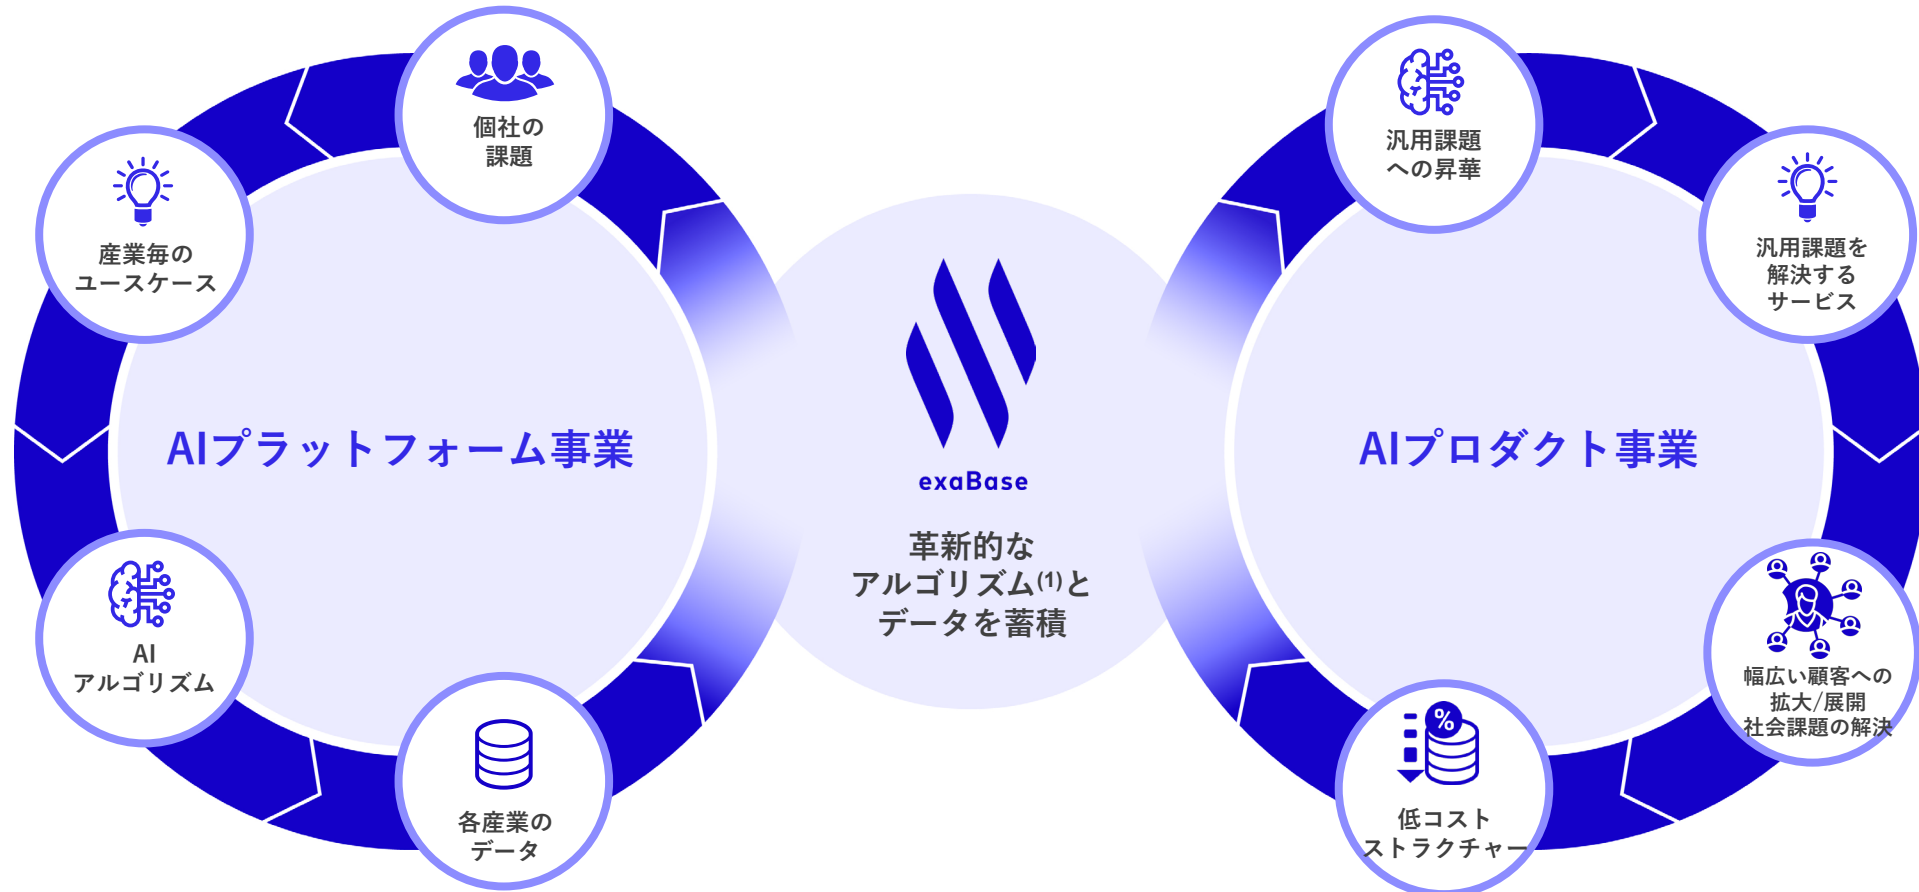 個社の
課題
産業毎の
ユースケース
AIプラットフォーム事業
AI
アルゴリズム
各産業の
データ
exaBase
革新的な
アルゴリズム(1)と
データを蓄積
汎用課題
への昇華
汎用課題を
解決する
サービス
AIプロダクト事業
幅広い顧客への
拡大/展開
社会課題の解決
%
低コスト
ストラクチャー